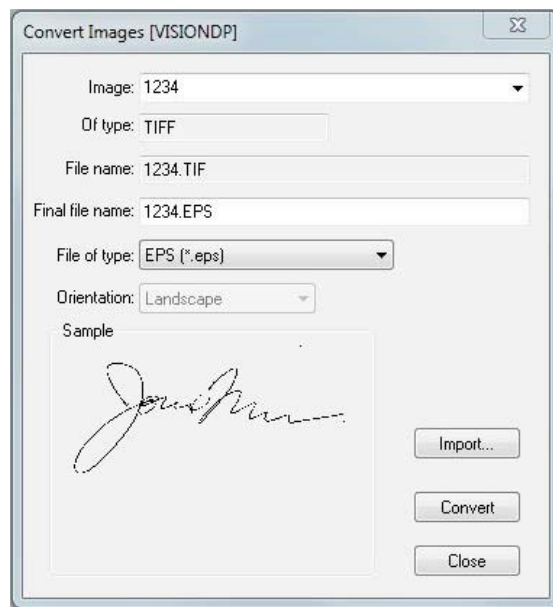 Convert Images [VISIONDP]
Image: 1234
Of type: TIFF
File name: 1234.TIF
Final file name: 1234.EPS
File of type: EPS (*.eps)
Orientation: Landscape
Sample
Import...
Convert
Close